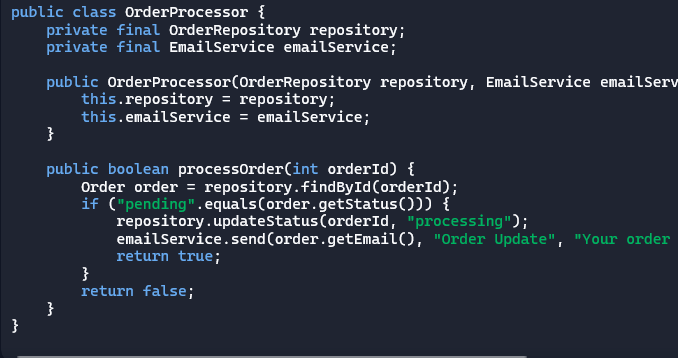 public class OrderProcessor {
    private final OrderRepository repository;
    private final EmailService emailService;

    public OrderProcessor(OrderRepository repository, EmailService emailServ
        this.repository = repository;
        this.emailService = emailService;
    }

    public boolean processOrder(int orderId) {
        Order order = repository.findById(orderId);
        if ("pending".equals(order.getStatus())) {
            repository.updateStatus(orderId, "processing");
            emailService.send(order.getEmail(), "Order Update", "Your order
            return true;
        }
        return false;
    }
}